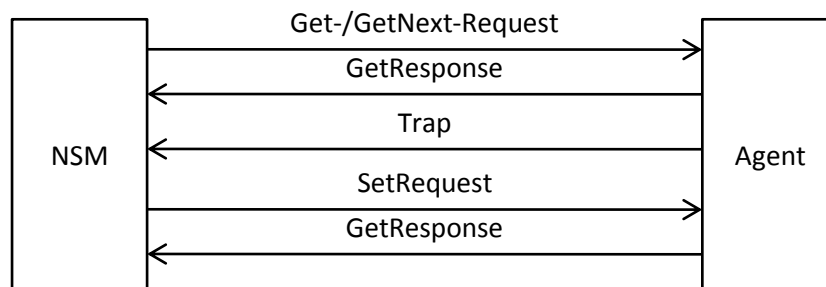 Get-/GetNext-Request
GetResponse
Trap
NSM
Agent
SetRequest
GetResponse